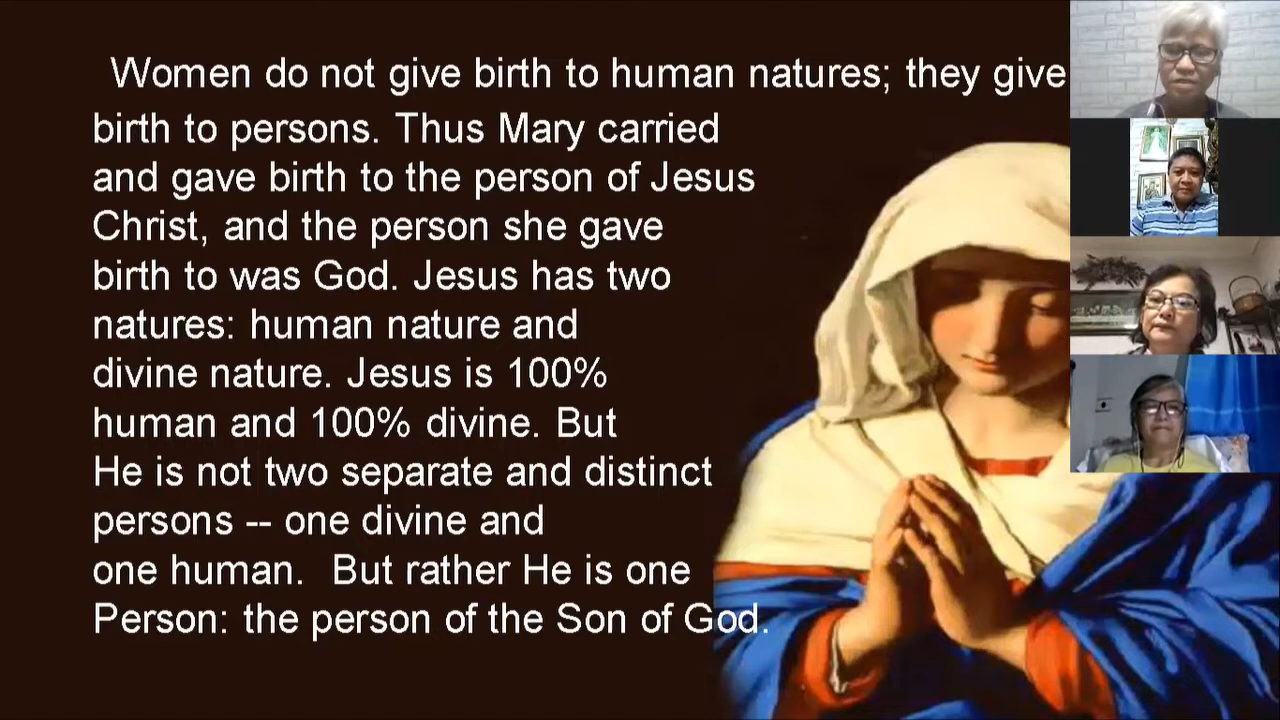 Women do not give birth to human natures; they give
birth to persons. Thus Mary carried
and gave birth to the person of Jesus
Christ, and the person she gave
birth to was God. Jesus has two
natures: human nature and
divine nature. Jesus is 100%
human and 100% divine. But
He is not two separate and distinct
persons -- one divine and
one human. But rather He is one
Person: the person of the Son of God.